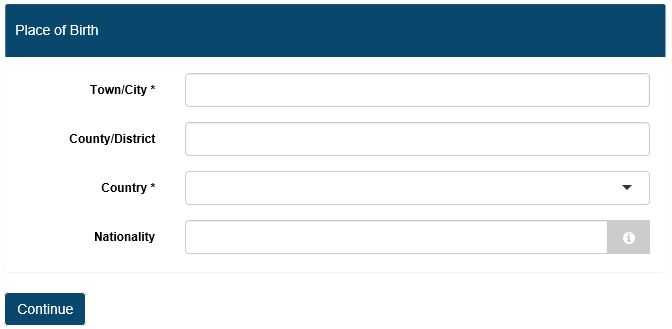 Place of Birth
Town/City *
County/District
Country *
Nationality
Continue